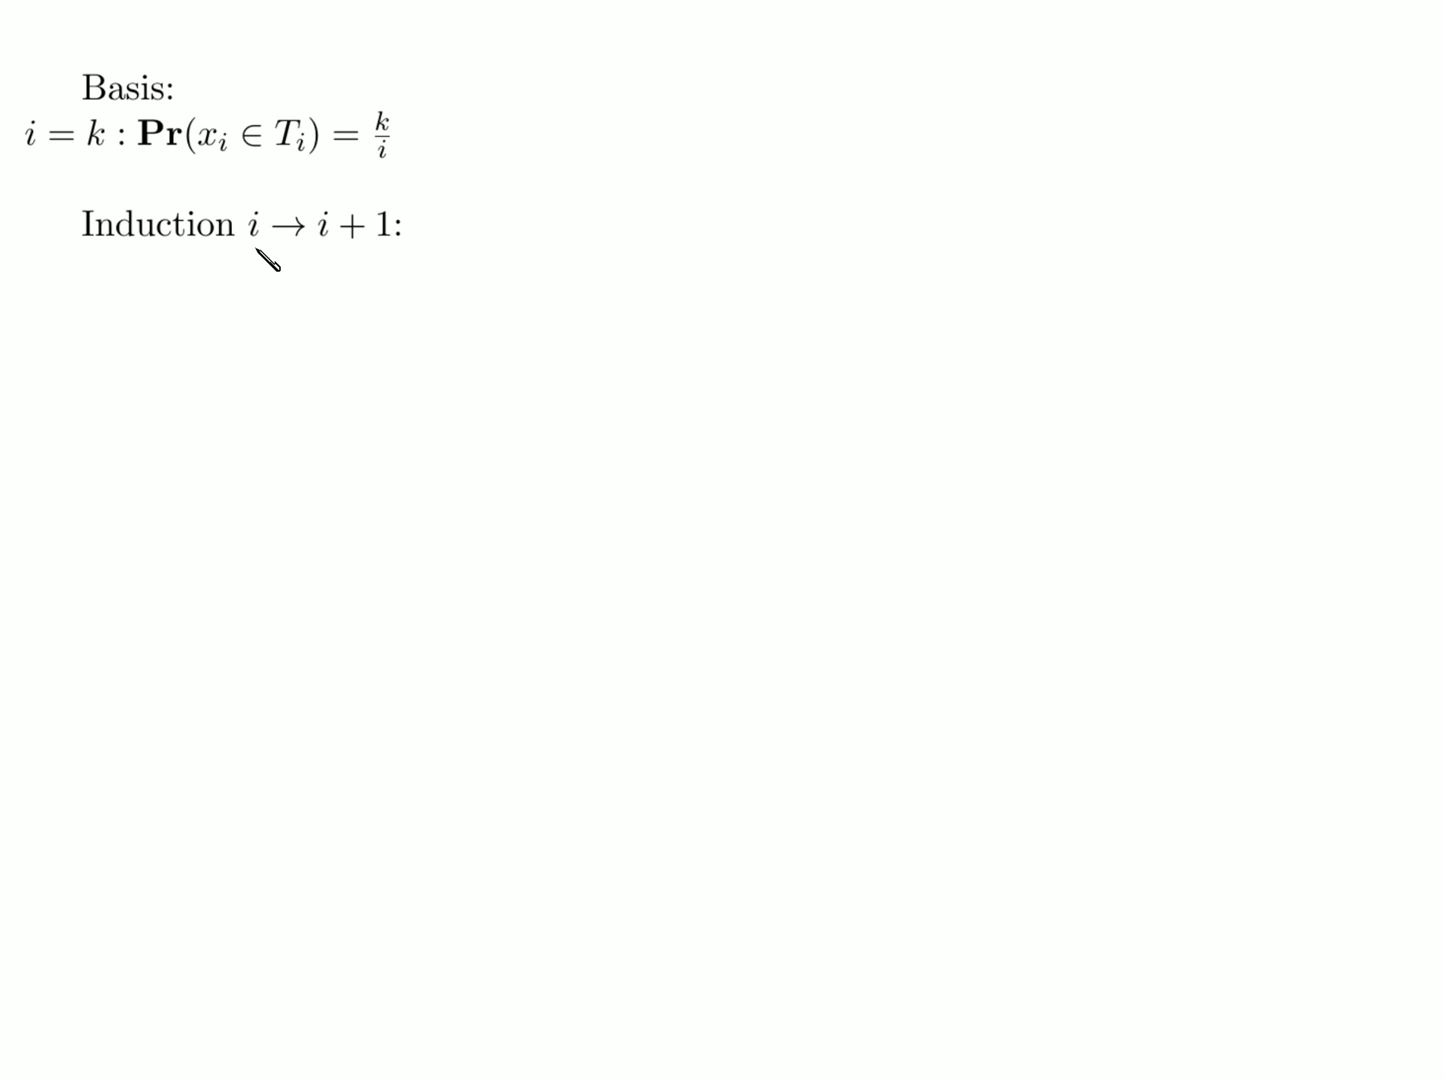 Basis:
i = k : Pr(x_i ∈ T_i) = k/i
Induction i → i + 1: